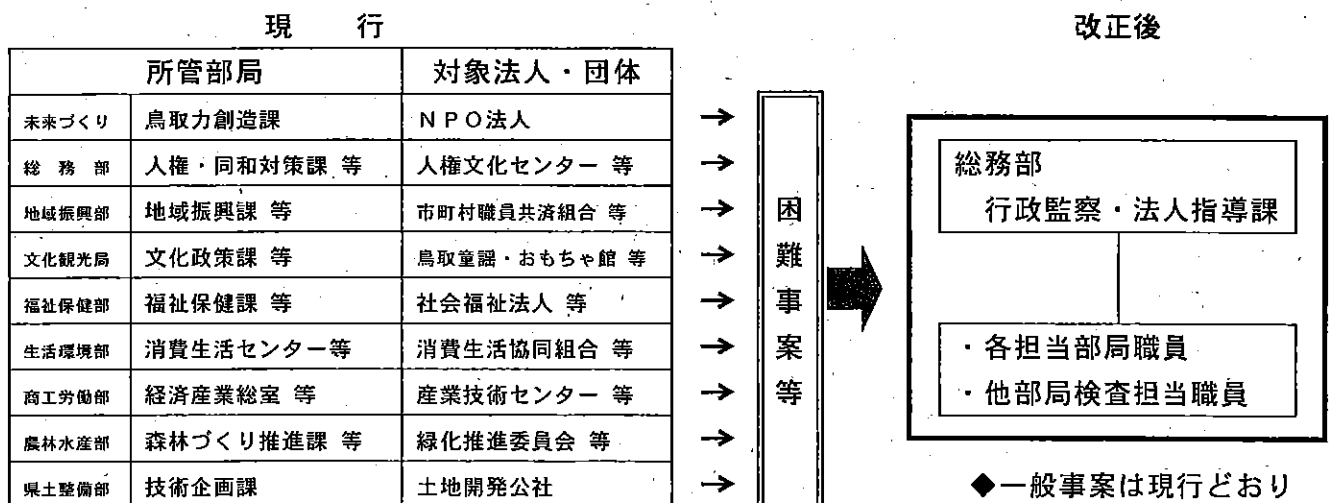 現 行
所管部局 対象法人・団体
未来づくり 鳥取力創造課 NPO法人 →
総務部 人権・同和対策課 等 人権文化センター 等 →
地域振興部 地域振興課 等 市町村職員共済組合 等 →
文化観光局 文化政策課 等 鳥取童謡・おもちゃ館 等 →
福祉保健部 福祉保健課 等 社会福祉法人 等 →
生活環境部 消費生活センター等 消費生活協同組合 等 →
商工労働部 経済産業総室 等 産業技術センター 等 →
農林水産部 森林づくり推進課 等 緑化推進委員会 等 →
県土整備部 技術企画課 土地開発公社 →
困難事案等
改正後
総務部
行政監察・法人指導課
・各担当部局職員
・他部局検査担当職員
◆一般事案は現行どおり